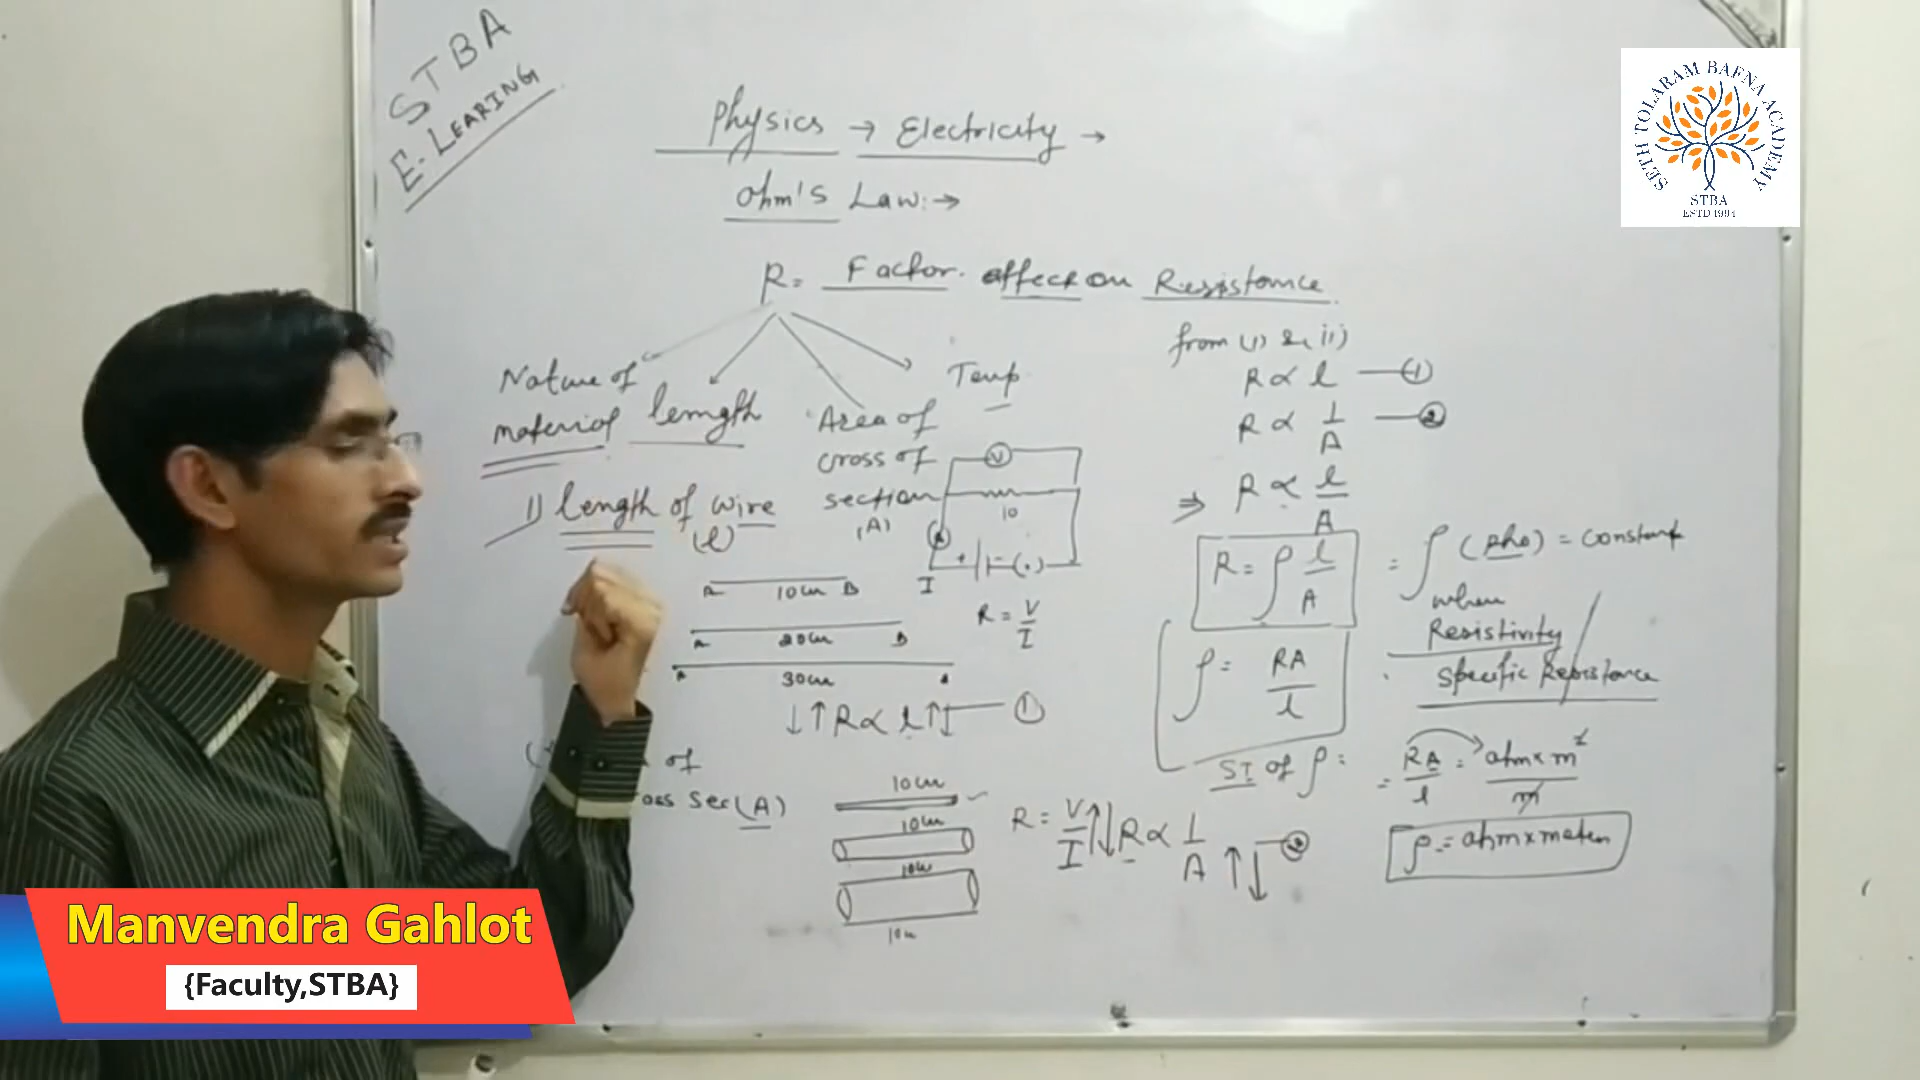 STBA
E-LEARING
Physics → Electricity →
Ohm's Law:→
R = Factor affect on Resistance
Nature of
material
length
Area of
cross of
section
(A)
Temp
1) length of wire
(l)
A 10cm B
A 20cm B
A 30cm
↓↑ R ∝ l ↑↓ — ①
of
oss Sec (A)
10cm
10cm
10cm
V
10
A
+ - (.)
I
R = V/I
R = V/I ↑↓ R ∝ 1/A ↑↓ — ②
from (i) & (ii)
R ∝ l — ①
R ∝ 1/A — ②
⇒ R ∝ l/A
R = ρ l/A
= ρ (Rho) = constant
when
Resistivity /
Specific Resistance
ρ = RA/l
SI of ρ =
= RA/l = ohm × m²/m
ρ = ohm × meter
SETH TOLARAM BAFNA ACADEMY
STBA
ESTD 1994
Manvendra Gahlot
{Faculty,STBA}